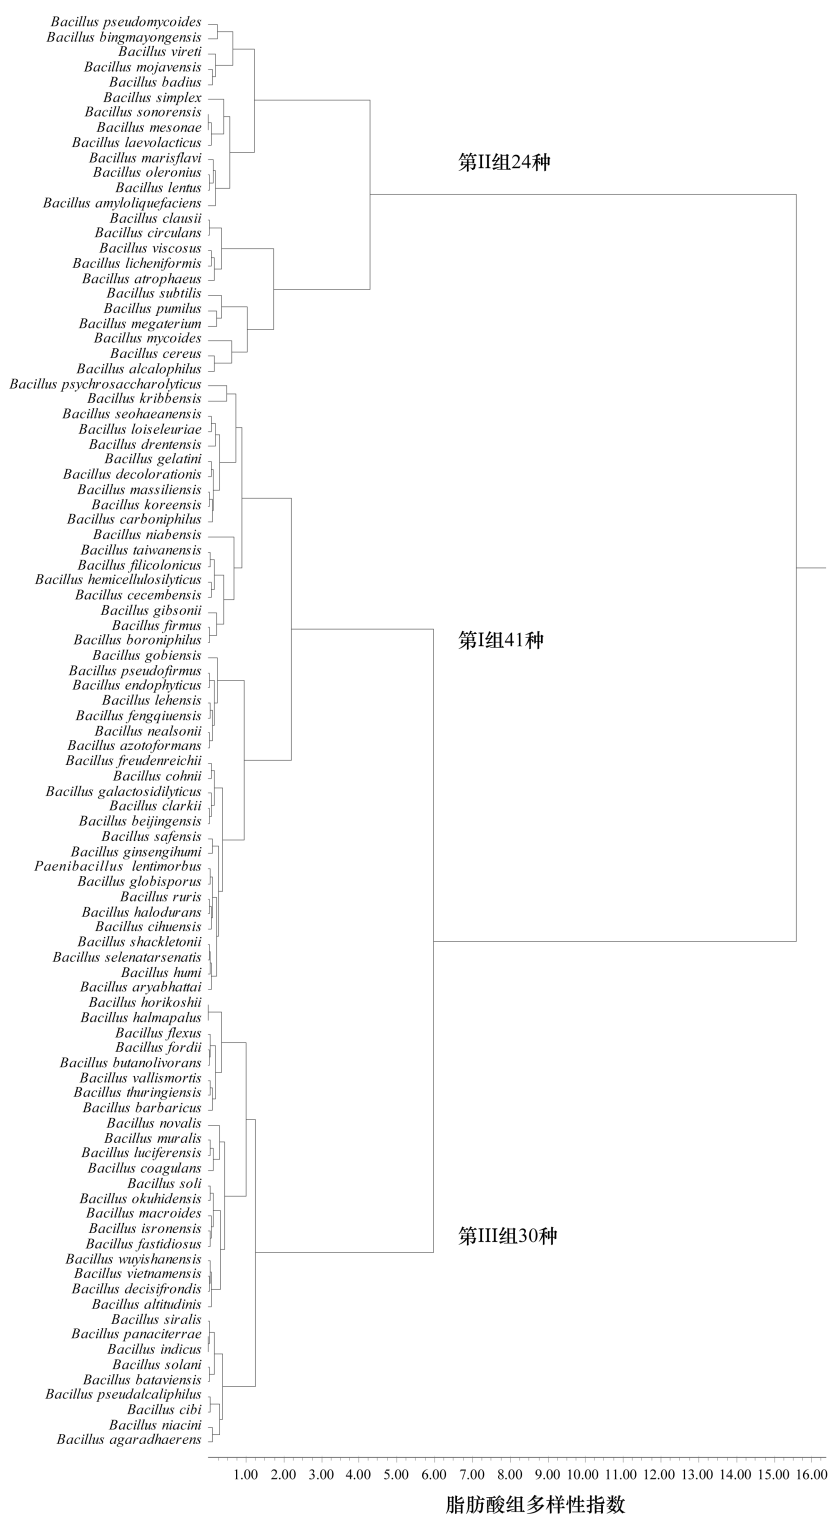 Bacillus pseudomycoides
Bacillus bingmayongensis
Bacillus vireti
Bacillus mojavensis
Bacillus badius
Bacillus simplex
Bacillus sonorensis
Bacillus mesonae
Bacillus laevolacticus
Bacillus marisflavi
第II组24种
Bacillus oleronius
Bacillus lentus
Bacillus amyloliquefaciens
Bacillus clausii
Bacillus circulans
Bacillus viscosus
Bacillus licheniformis
Bacillus atrophaeus
Bacillus subtilis
Bacillus pumilus
Bacillus megaterium
Bacillus mycoides
Bacillus cereus
Bacillus alcalophilus
Bacillus psychrosaccharolyticus
Bacillus kribbensis
Bacillus seohaeanensis
Bacillus loiseleuriae
Bacillus drentensis
Bacillus gelatini
Bacillus decolorationis
Bacillus massiliensis
Bacillus koreensis
Bacillus carboniphilus
Bacillus niabensis
Bacillus taiwanensis
Bacillus filicolonicus
Bacillus hemicellulosilyticus
Bacillus cecembensis
Bacillus gibsonii
Bacillus firmus
Bacillus boroniphilus
第I组41种
Bacillus gobiensis
Bacillus pseudofirmus
Bacillus endophyticus
Bacillus lehensis
Bacillus fengqiuensis
Bacillus nealsonii
Bacillus azotoformans
Bacillus freudenreichii
Bacillus cohnii
Bacillus galactosidilyticus
Bacillus clarkii
Bacillus beijingensis
Bacillus safensis
Bacillus ginsengihumi
Paenibacillus lentimorbus
Bacillus globisporus
Bacillus ruris
Bacillus halodurans
Bacillus cihuensis
Bacillus shackletonii
Bacillus selenatarsenatis
Bacillus humi
Bacillus aryabhattai
Bacillus horikoshii
Bacillus halmapalus
Bacillus flexus
Bacillus fordii
Bacillus butanolivorans
Bacillus vallismortis
Bacillus thuringiensis
Bacillus barbaricus
Bacillus novalis
Bacillus muralis
Bacillus luciferensis
Bacillus coagulans
Bacillus soli
Bacillus okuhidensis
Bacillus macroides
Bacillus isronensis
第III组30种
Bacillus fastidiosus
Bacillus wuyishanensis
Bacillus vietnamensis
Bacillus decisifrondis
Bacillus altitudinis
Bacillus siralis
Bacillus panaciterrae
Bacillus indicus
Bacillus solani
Bacillus bataviensis
Bacillus pseudalcaliphilus
Bacillus cibi
Bacillus niacini
Bacillus agaradhaerens
1.00 2.00 3.00 4.00 5.00 6.00 7.00 8.00 9.00 10.00 11.00 12.00 13.00 14.00 15.00 16.00
脂肪酸组多样性指数